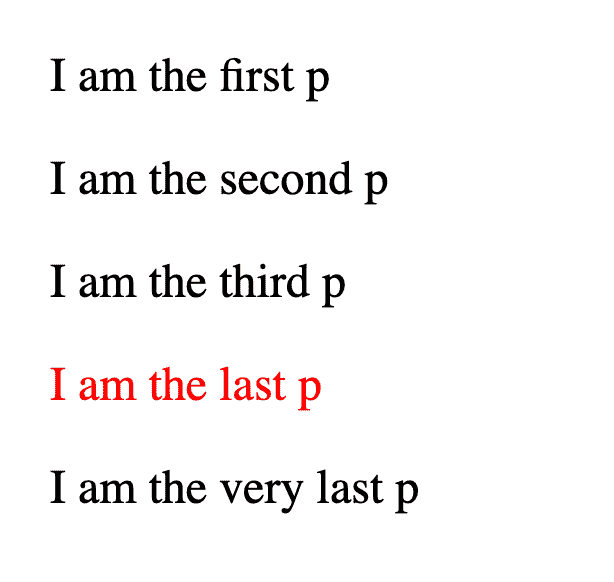 I am the first p
I am the second p
I am the third p
I am the last p
I am the very last p